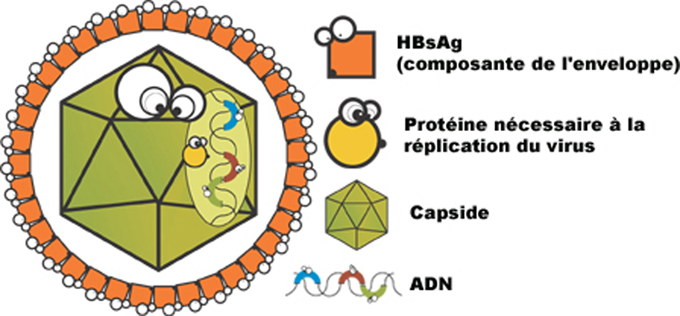 HBsAg
(composante de l'enveloppe)
Protéine nécessaire à la
réplication du virus
Capside
ADN